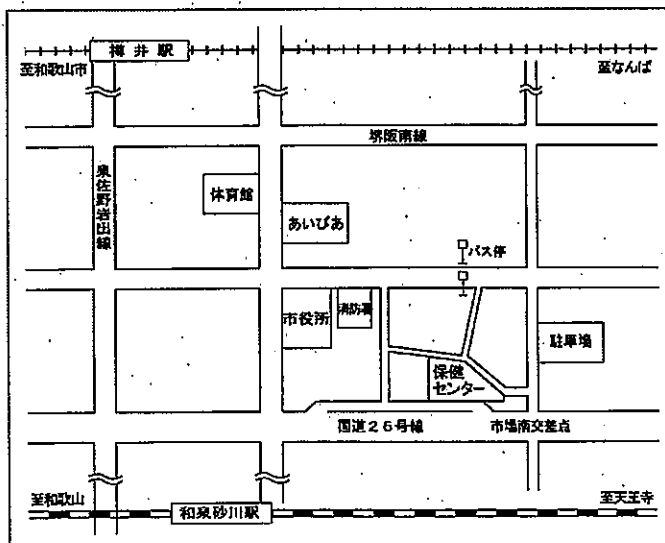 樽井駅
至和歌山市
至なんば
堺阪南線
泉佐野岩出線
体育館
あいぴあ
バス停
市役所
消防署
駐車場
保健
センター
国道26号線
市場南交差点
至和歌山
和泉砂川駅
至天王寺